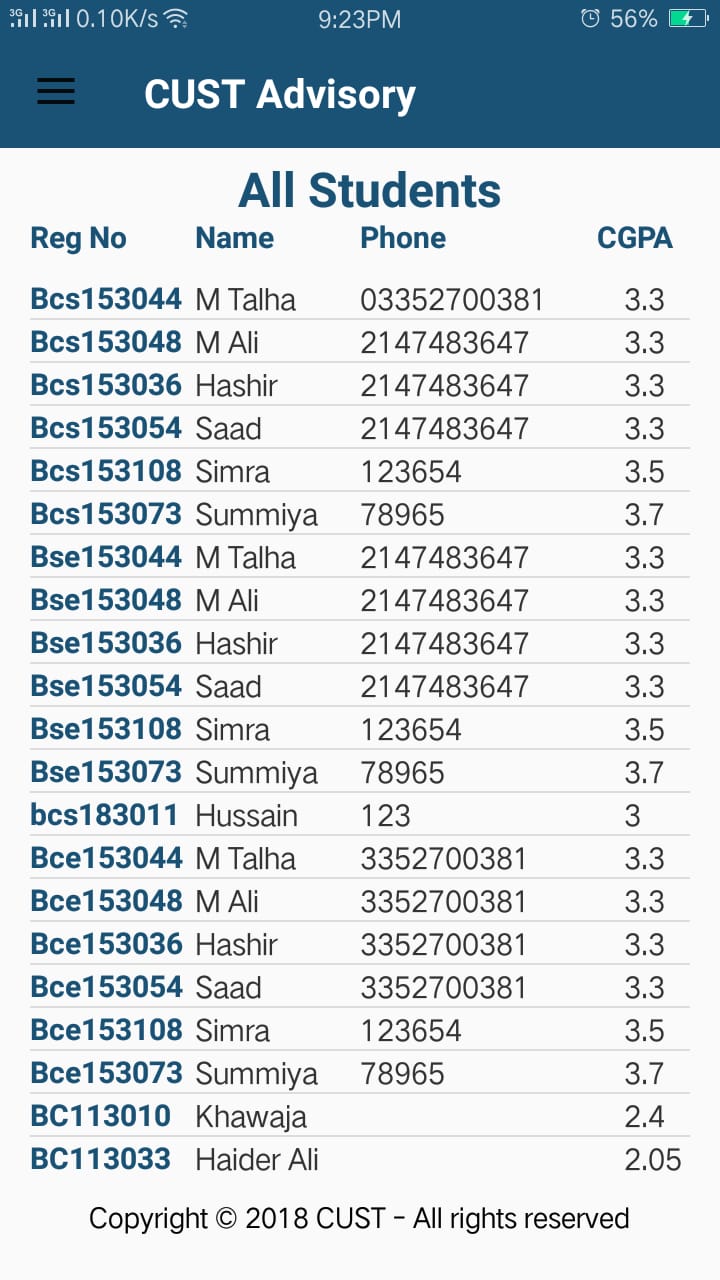 3G 3G 0.10K/s 9:23PM 56%
CUST Advisory
All Students
Reg No Name Phone CGPA
Bcs153044 M Talha 03352700381 3.3
Bcs153048 M Ali 2147483647 3.3
Bcs153036 Hashir 2147483647 3.3
Bcs153054 Saad 2147483647 3.3
Bcs153108 Simra 123654 3.5
Bcs153073 Summiya 78965 3.7
Bse153044 M Talha 2147483647 3.3
Bse153048 M Ali 2147483647 3.3
Bse153036 Hashir 2147483647 3.3
Bse153054 Saad 2147483647 3.3
Bse153108 Simra 123654 3.5
Bse153073 Summiya 78965 3.7
bcs183011 Hussain 123 3
Bce153044 M Talha 3352700381 3.3
Bce153048 M Ali 3352700381 3.3
Bce153036 Hashir 3352700381 3.3
Bce153054 Saad 3352700381 3.3
Bce153108 Simra 123654 3.5
Bce153073 Summiya 78965 3.7
BC113010 Khawaja 2.4
BC113033 Haider Ali 2.05
Copyright © 2018 CUST - All rights reserved